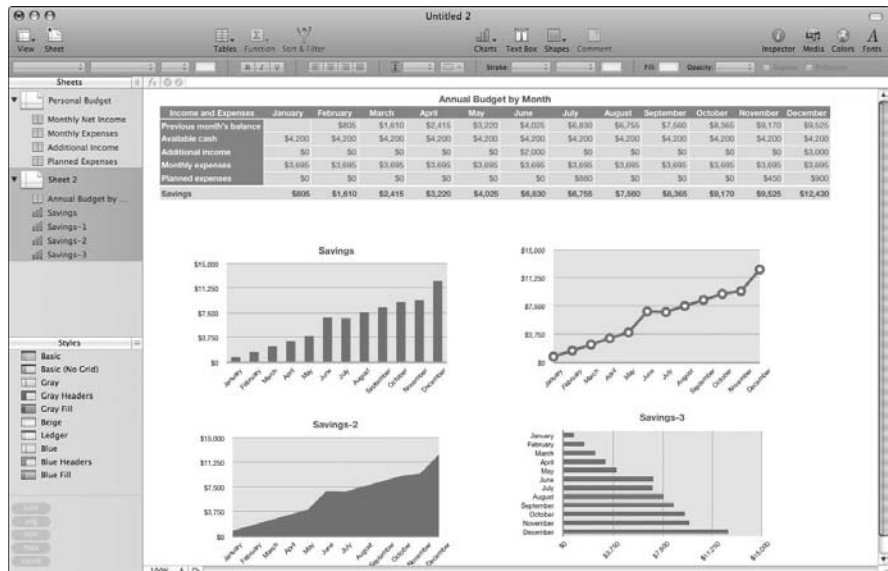 Untitled 2
View Sheet Tables Function Sort & Filter Charts Text Box Shapes Comment Inspector Media Colors Fonts
B I U Stroke: Fill: Opacity:
Sheets
Personal Budget
Monthly Net Income
Monthly Expenses
Additional Income
Planned Expenses
Sheet 2
Annual Budget by ...
Savings
Savings-1
Savings-2
Savings-3
Styles
Basic
Basic (No Grid)
Gray
Gray Headers
Gray Fill
Beige
Ledger
Blue
Blue Headers
Blue Fill
Annual Budget by Month
Income and Expenses January February March April May June July August September October November December
Previous month's balance $805 $1,610 $2,415 $3,220 $4,025 $6,830 $6,755 $7,560 $8,365 $9,170 $9,525
Available cash $4,200 $4,200 $4,200 $4,200 $4,200 $4,200 $4,200 $4,200 $4,200 $4,200 $4,200 $4,200
Additional income $0 $0 $0 $0 $0 $2,000 $0 $0 $0 $0 $0 $3,000
Monthly expenses $3,695 $3,695 $3,695 $3,695 $3,695 $3,695 $3,695 $3,695 $3,695 $3,695 $3,695 $3,695
Planned expenses $0 $0 $0 $0 $0 $0 $880 $0 $0 $0 $450 $900
Savings $805 $1,610 $2,415 $3,220 $4,025 $6,830 $6,755 $7,560 $8,365 $9,170 $9,525 $12,430
Savings
$15,000
$11,250
$7,500
$3,750
$0
January February March April May June July August September October November December
$15,000
$11,250
$7,500
$3,750
$0
January February March April May June July August September October November December
Savings-2
$15,000
$11,250
$7,500
$3,750
$0
January February March April May June July August September October November December
Savings-3
January
February
March
April
May
June
July
August
September
October
November
December
$0 $3,750 $7,500 $11,250 $15,000
100%